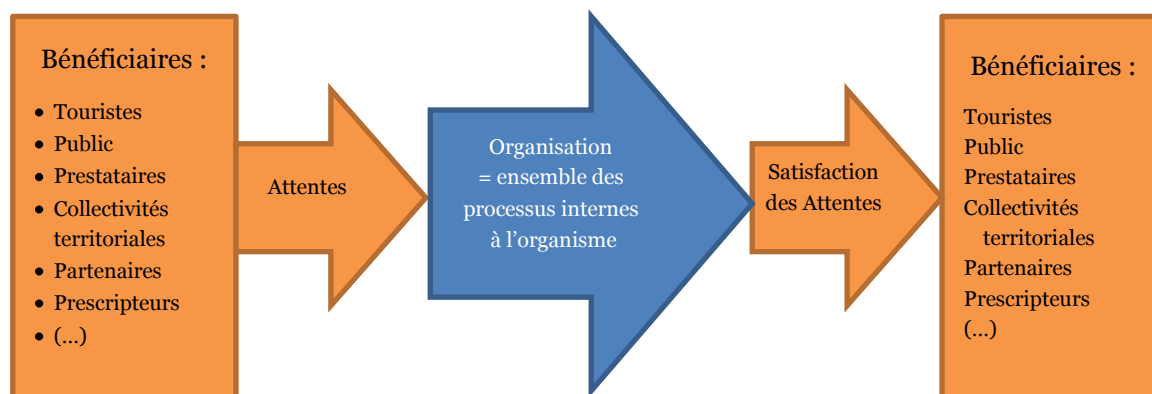 Bénéficiaires :
• Touristes
• Public
• Prestataires
• Collectivités
territoriales
• Partenaires
• Prescripteurs
• (...)
Attentes
Organisation
= ensemble des
processus internes
à l’organisme
Satisfaction
des Attentes
Bénéficiaires :
Touristes
Public
Prestataires
Collectivités
territoriales
Partenaires
Prescripteurs
(...)